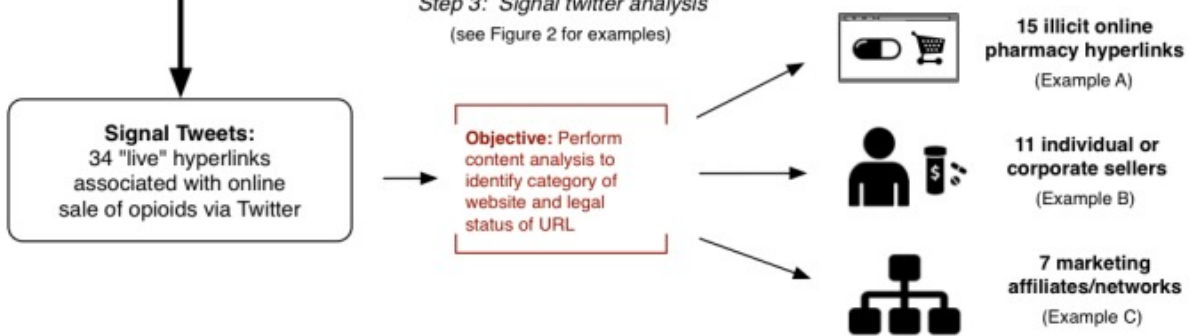 Step 3: Signal twitter analysis
(see Figure 2 for examples)
Signal Tweets:
34 "live" hyperlinks
associated with online
sale of opioids via Twitter
Objective: Perform
content analysis to
identify category of
website and legal
status of URL
15 illicit online
pharmacy hyperlinks
(Example A)
$
11 individual or
corporate sellers
(Example B)
7 marketing
affiliates/networks
(Example C)